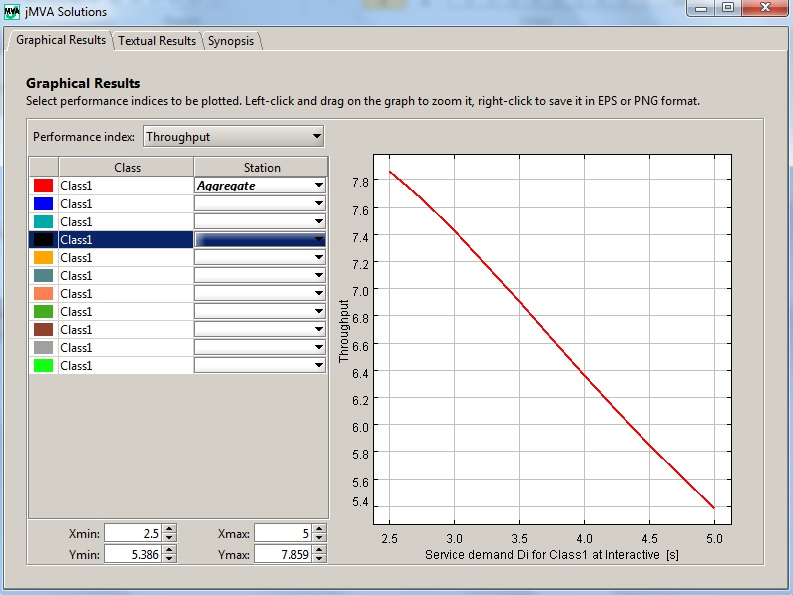 MVA jMVA Solutions
Graphical Results Textual Results Synopsis
Graphical Results
Select performance indices to be plotted. Left-click and drag on the graph to zoom it, right-click to save it in EPS or PNG format.
Performance index: Throughput
Class Station
Class1 Aggregate
Class1
Class1
Class1
Class1
Class1
Class1
Class1
Class1
Class1
Class1
Xmin: 2.5 Xmax: 5
Ymin: 5.386 Ymax: 7.859
Throughput
7.8
7.6
7.4
7.2
7.0
6.8
6.6
6.4
6.2
6.0
5.8
5.6
5.4
2.5 3.0 3.5 4.0 4.5 5.0
Service demand Di for Class1 at Interactive [s]